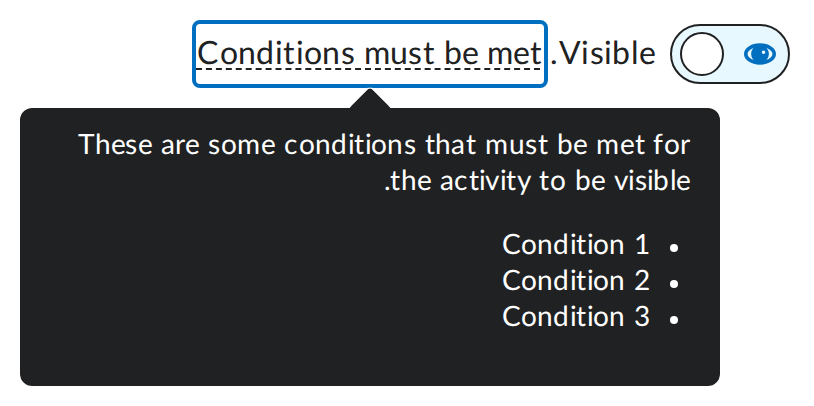 Conditions must be met .Visible
These are some conditions that must be met for
.the activity to be visible
Condition 1 •
Condition 2 •
Condition 3 •